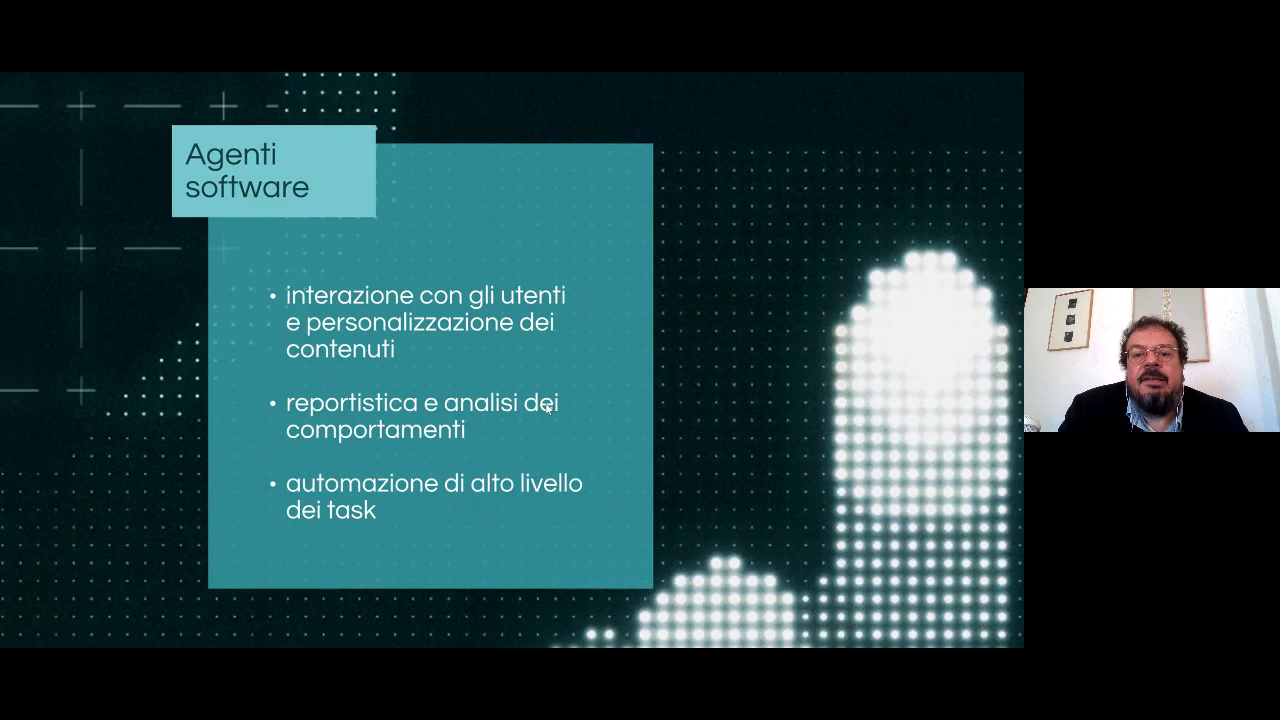 Agenti
software
• interazione con gli utenti
e personalizzazione dei
contenuti
• reportistica e analisi dei
comportamenti
• automazione di alto livello
dei task